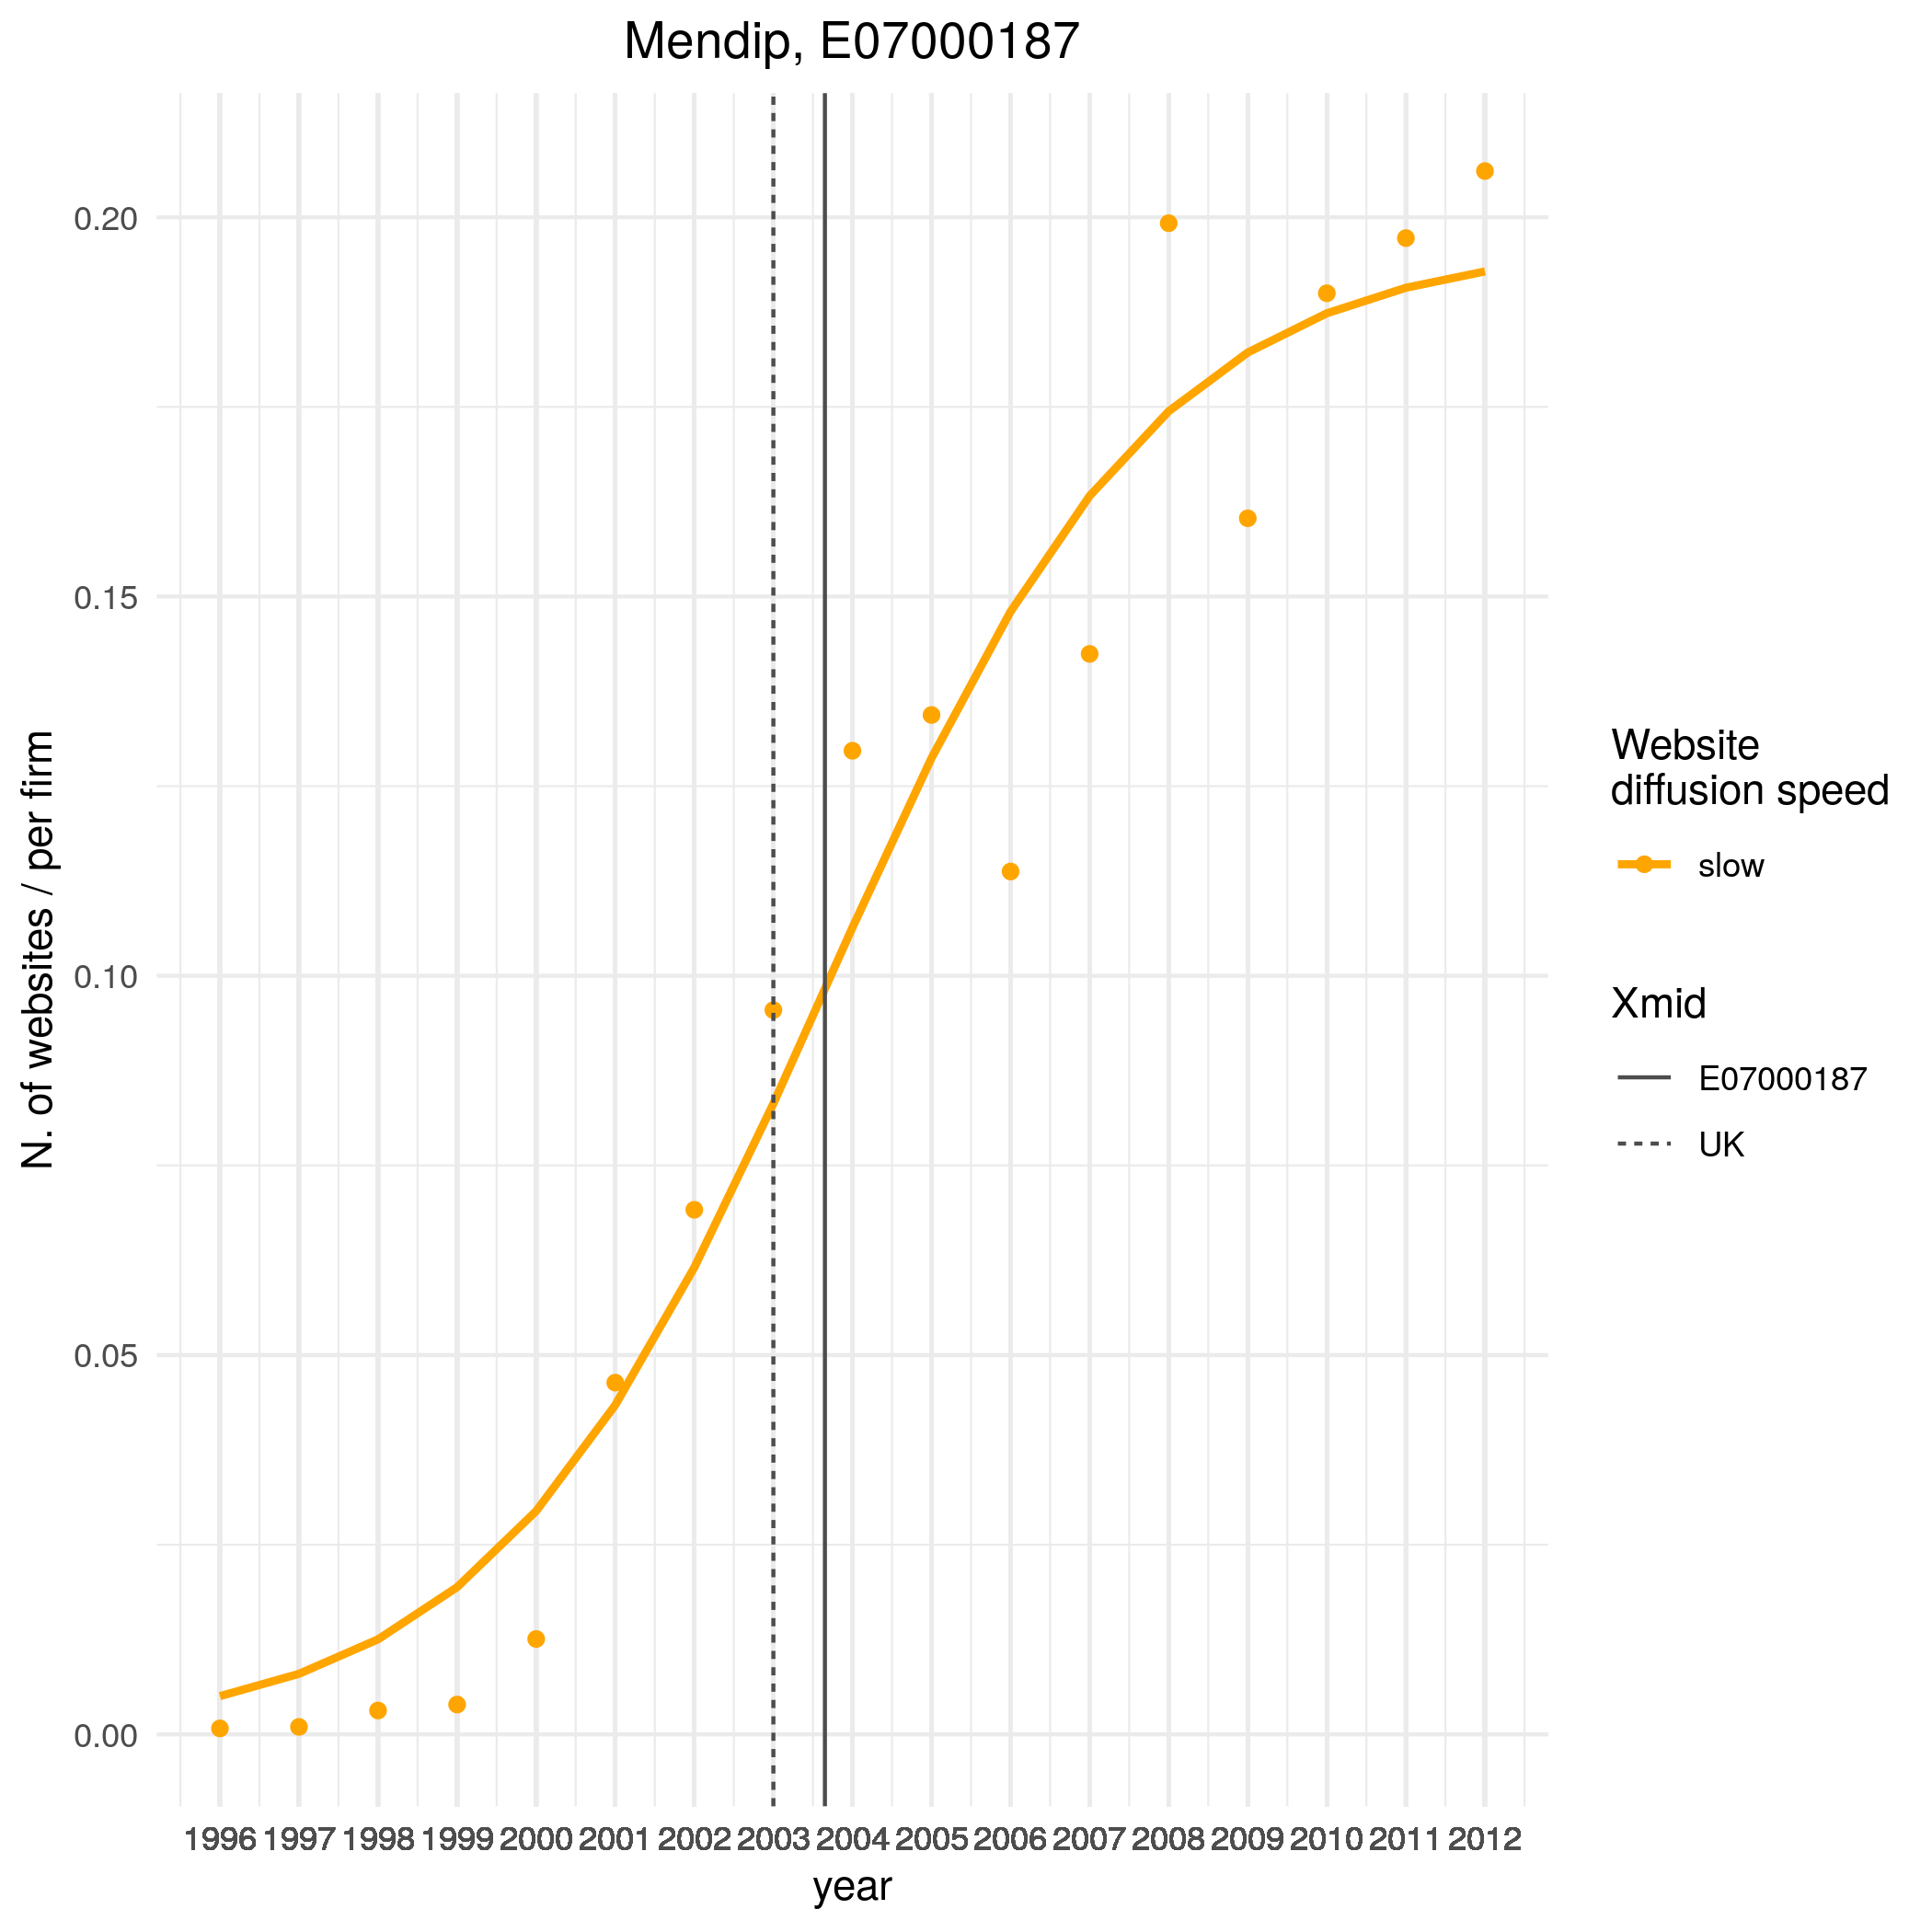 Mendip, E07000187
N. of websites / per firm
0.20
0.15
0.10
0.05
0.00
1996 1997 1998 1999 2000 2001 2002 2003 2004 2005 2006 2007 2008 2009 2010 2011 2012
year
Website
diffusion speed
slow
Xmid
E07000187
UK